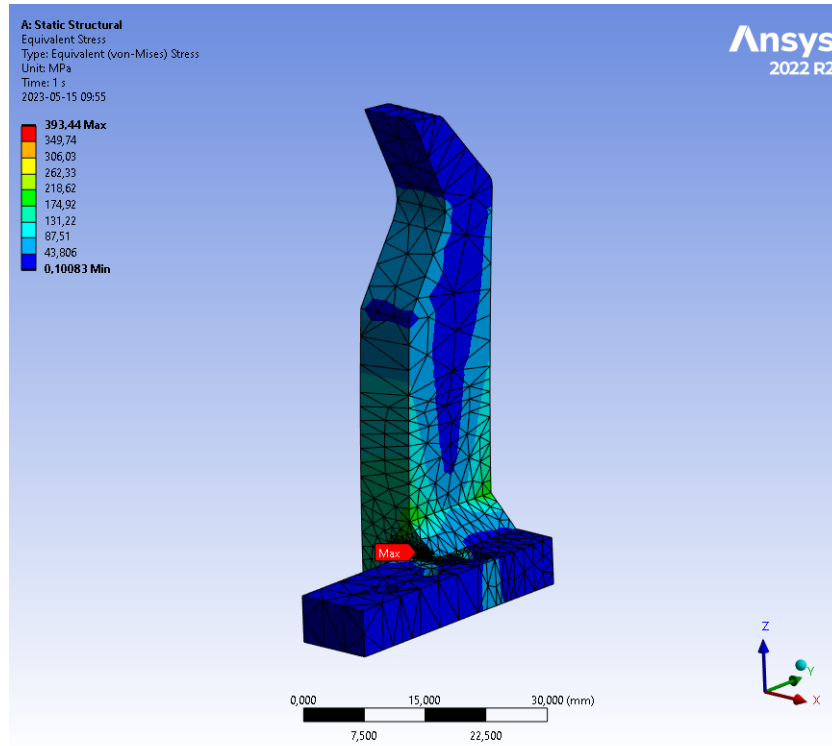 A: Static Structural
Equivalent Stress
Type: Equivalent (von-Mises) Stress
Unit: MPa
Time: 1 s
2023-05-15 09:55
393,44 Max
349,74
306,03
262,33
218,62
174,92
131,22
87,51
43,806
0,10083 Min
Ansys
2022 R2
Max
Z
Y
X
0,000 15,000 30,000 (mm)
7,500 22,500